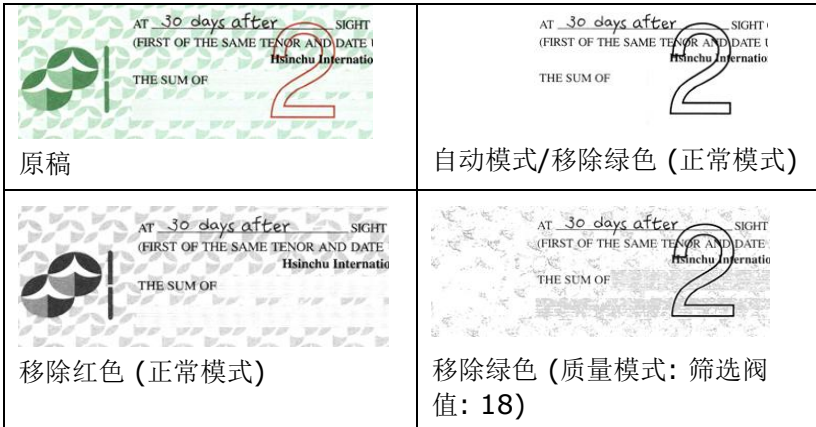 AT 30 days after SIGHT
(FIRST OF THE SAME TENOR AND DATE
Hsinchu Internatio
THE SUM OF
2
原稿
AT 30 days after SIGHT
(FIRST OF THE SAME TENOR AND DATE
Hsinchu Internatio
THE SUM OF
2
自动模式/移除绿色 (正常模式)
AT 30 days after SIGHT
(FIRST OF THE SAME TENOR AND DATE
Hsinchu Internatio
THE SUM OF
移除红色 (正常模式)
AT 30 days after SIGHT
(FIRST OF THE SAME TENOR AND DATE
Hsinchu Internatio
THE SUM OF
2
移除绿色 (质量模式: 筛选阀
值: 18)